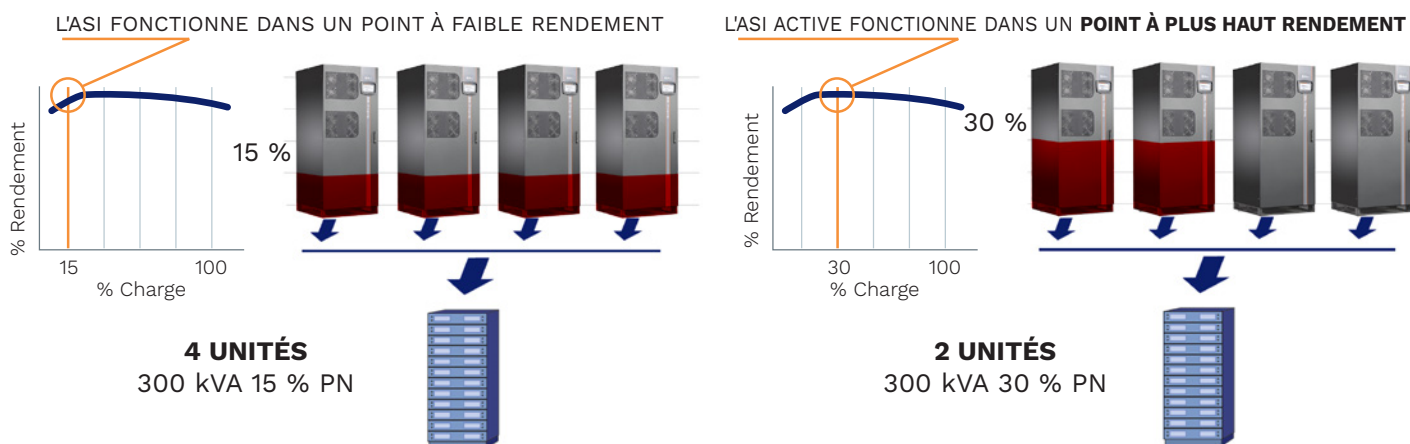 L'ASI FONCTIONNE DANS UN POINT À FAIBLE RENDEMENT
% Rendement
15 %
15
100
% Charge
4 UNITÉS
300 kVA 15 % PN
L'ASI ACTIVE FONCTIONNE DANS UN POINT À PLUS HAUT RENDEMENT
% Rendement
30 %
30
100
% Charge
2 UNITÉS
300 kVA 30 % PN